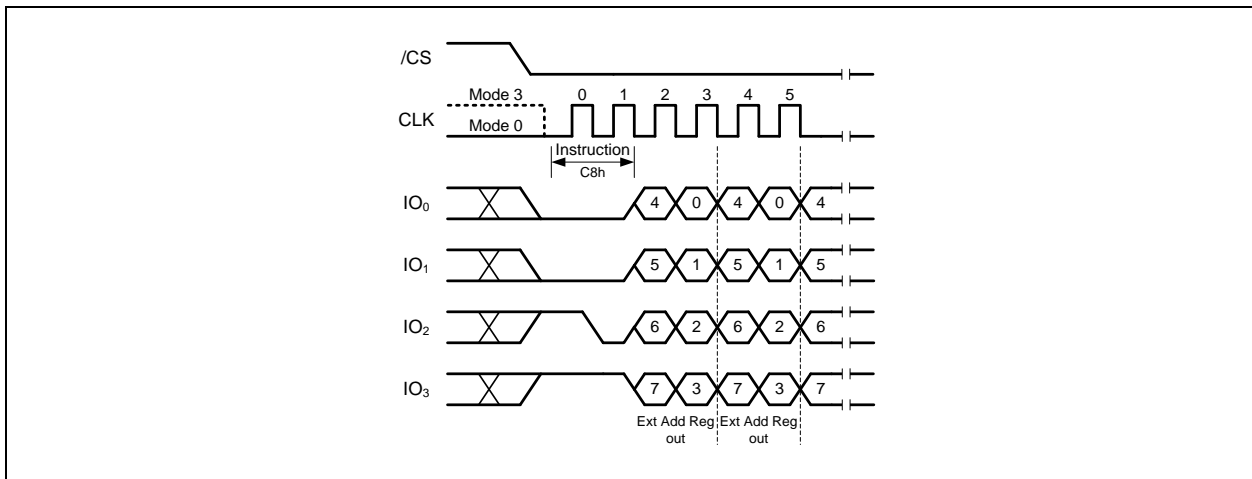 /CS
Mode 3 0 1 2 3 4 5
CLK
Mode 0
Instruction
C8h
IO₀ 4 0 4 0 4
IO₁ 5 1 5 1 5
IO₂ 6 2 6 2 6
IO₃ 7 3 7 3 7
Ext Add Reg Ext Add Reg
out out